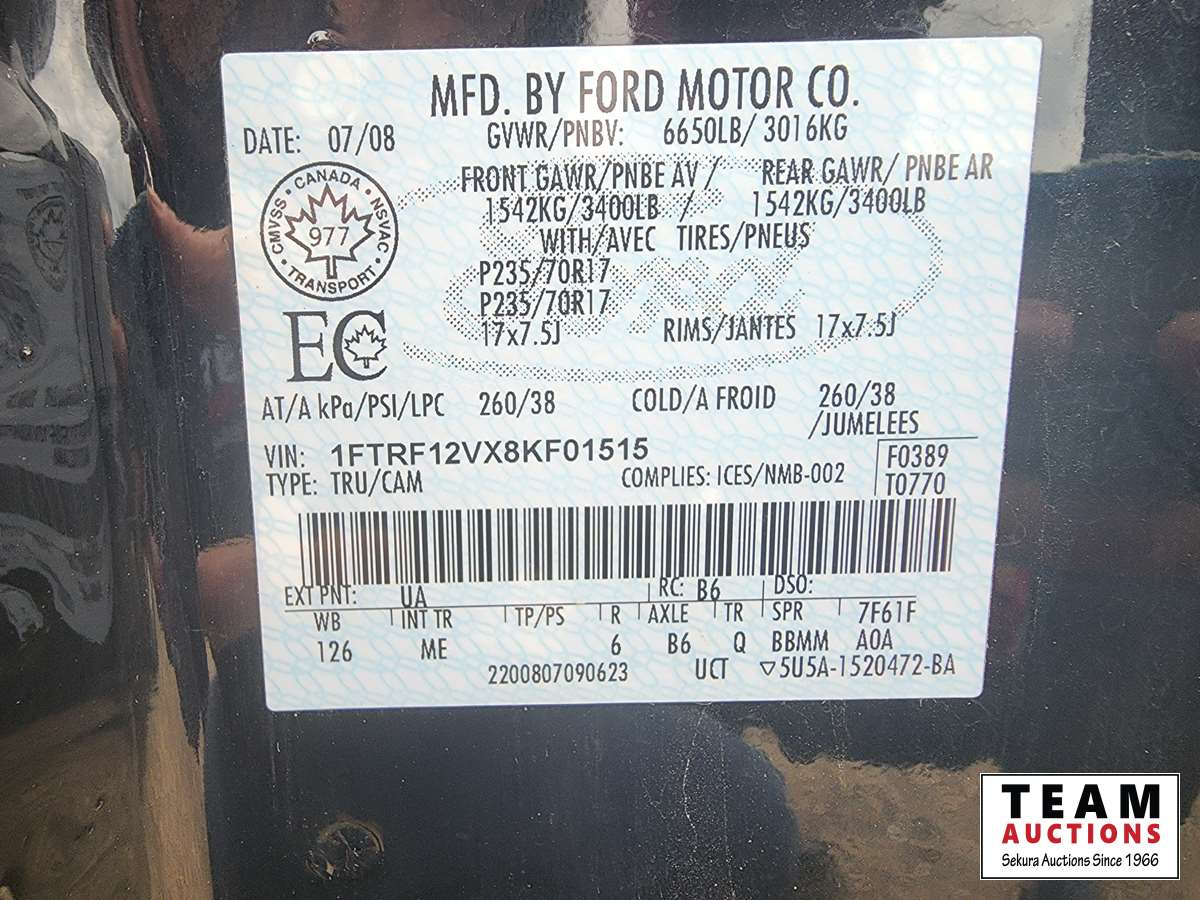 MFD. BY FORD MOTOR CO.
DATE: 07/08 GVWR/PNBV: 6650LB/ 3016KG
FRONT GAWR/PNBE AV / REAR GAWR/ PNBE AR
1542KG/3400LB / 1542KG/3400LB
WITH/AVEC TIRES/PNEUS
CANADA
CMVSS 977 NSVAC
TRANSPORT
P235/70R17
P235/70R17
17x7.5J RIMS/JANTES 17x7.5J
EC
AT/A kPa/PSI/LPC 260/38 COLD/A FROID 260/38
/JUMELEES
VIN: 1FTRF12VX8KF01515 F0389
TYPE: TRU/CAM COMPLIES: ICES/NMB-002 T0770
EXT PNT: UA RC: B6 DSO:
WB INT TR TP/PS R AXLE TR SPR 7F61F
126 ME 6 B6 Q BBMM A0A
2200807090623 UCT ▽5U5A-1520472-BA
TEAM
AUCTIONS
Sekura Auctions Since 1966